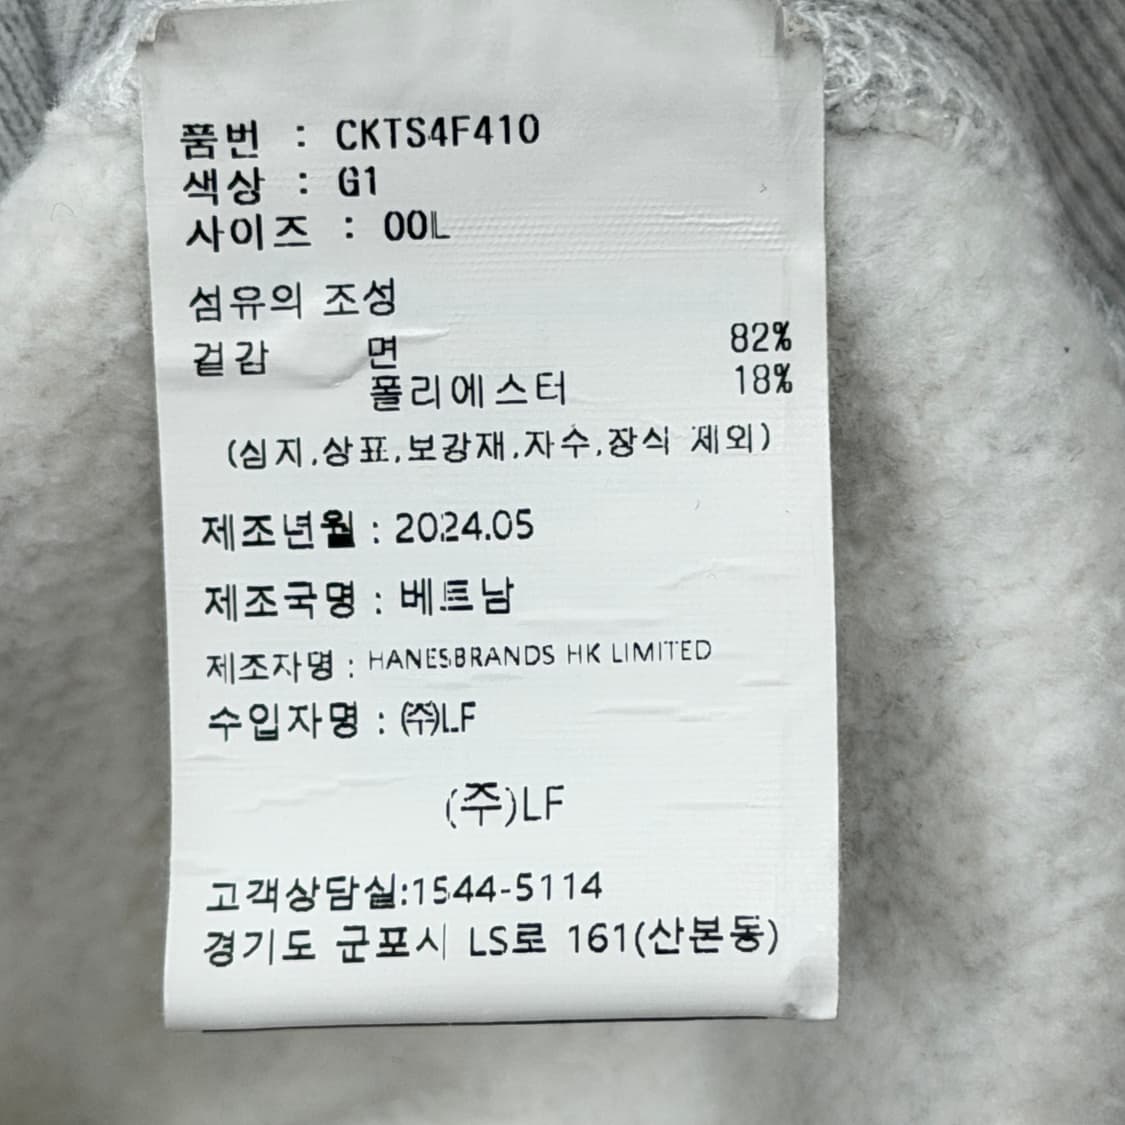 품번 : CKTS4F410
색상 : G1
사이즈 : 00L
섬유의 조성
겉감 면 82%
폴리에스터 18%
(심지,상표,보강재,자수,장식 제외)
제조년월 : 2024.05
제조국명 : 베트남
제조자명 : HANESBRANDS HK LIMITED
수입자명 : ㈜LF
(주)LF
고객상담실:1544-5114
경기도 군포시 LS로 161(산본동)